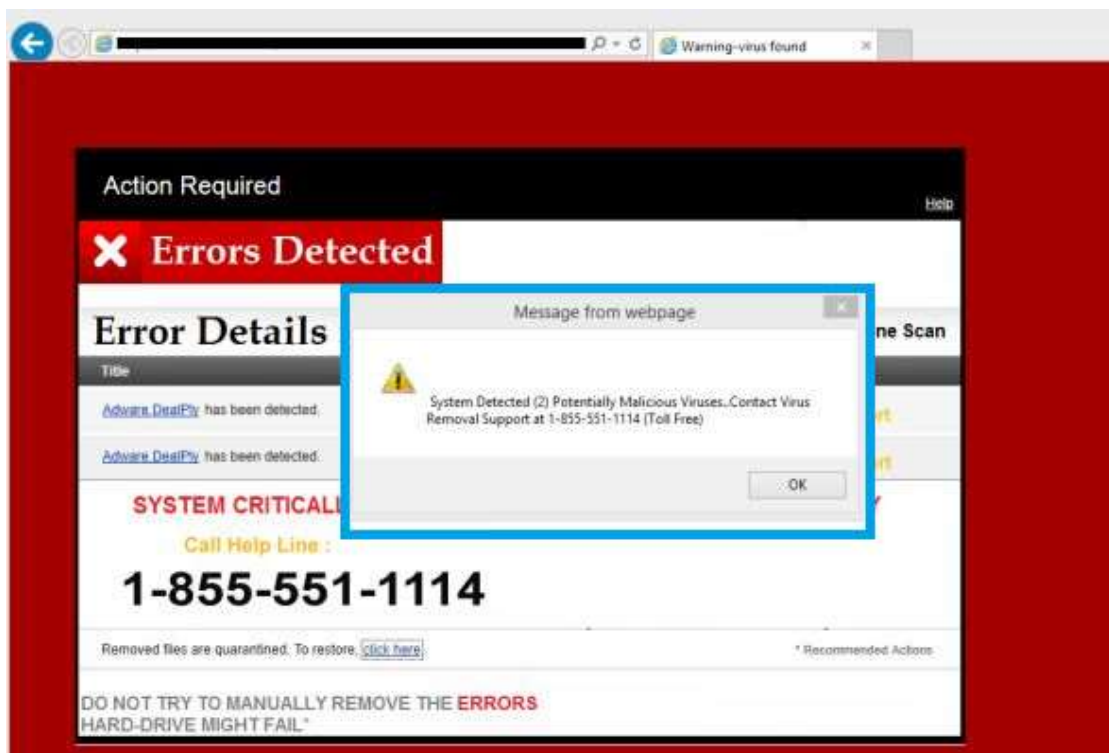 Warning-virus found
Action Required
Help
Errors Detected
Message from webpage
Error Details
ne Scan
Title
System Detected (2) Potentially Malicious Viruses..Contact Virus
Removal Support at 1-855-551-1114 (Toll Free)
Adware.DealPly has been detected.
rt
Adware.DealPly has been detected.
rt
OK
SYSTEM CRITICALL
Y
Call Help Line :
1-855-551-1114
Removed files are quarantined. To restore, click here
* Recommended Actions
DO NOT TRY TO MANUALLY REMOVE THE ERRORS
HARD-DRIVE MIGHT FAIL*